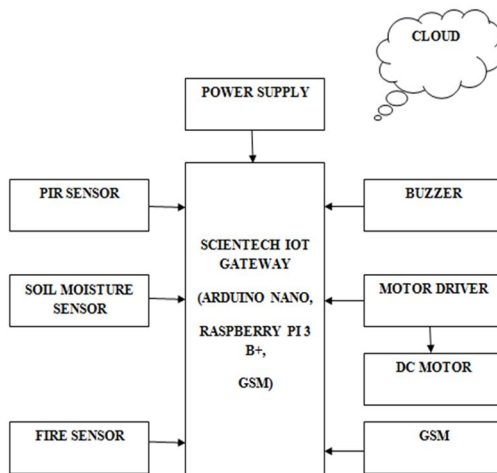 CLOUD
POWER SUPPLY
PIR SENSOR
SCIENTECH IOT
GATEWAY
(ARDUINO NANO,
RASPBERRY PI 3
B+,
GSM)
BUZZER
SOIL MOISTURE
SENSOR
MOTOR DRIVER
DC MOTOR
FIRE SENSOR
GSM